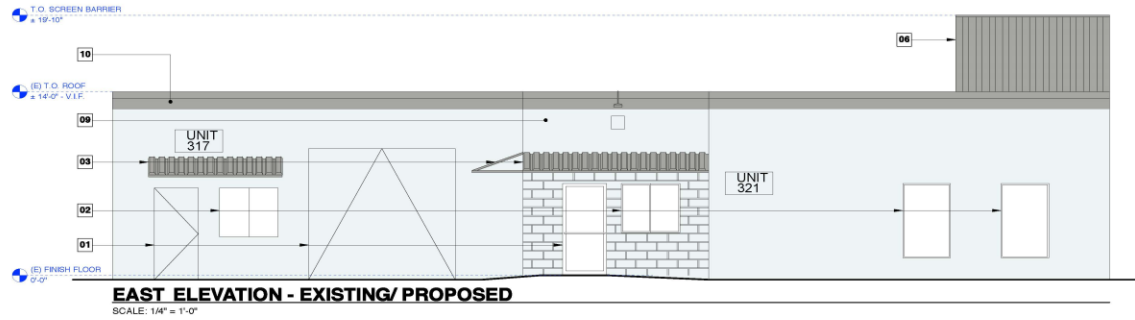 T.O. SCREEN BARRIER
± 19'-10"
06
10
(E) T.O. ROOF
± 14'-0" - V.I.F.
09
UNIT
317
03
UNIT
321
02
01
(E) FINISH FLOOR
0'-0"
EAST ELEVATION - EXISTING/ PROPOSED
SCALE: 1/4" = 1'-0"